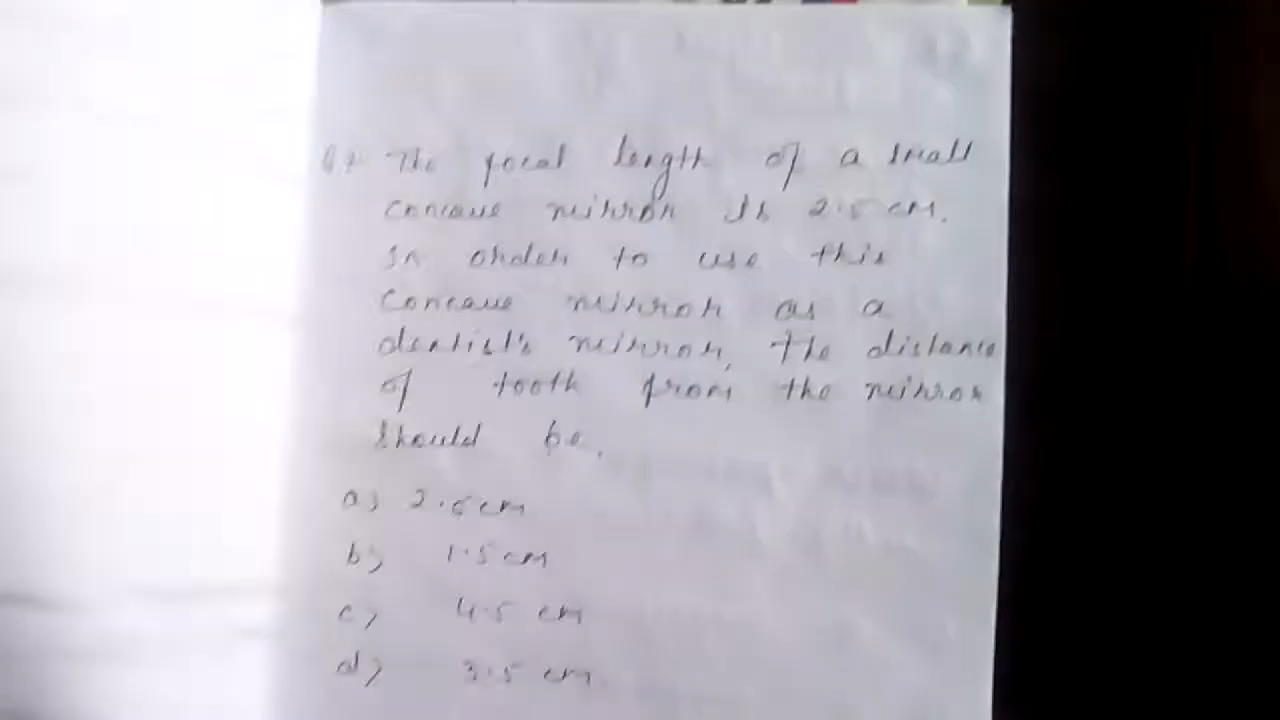 Q7 The focal length of a small
concave mirror is 2.5 cm.
In order to use this
concave mirror as a
dentist's mirror, the distance
of tooth from the mirror
should be.
a) 2.5 cm
b) 1.5 cm
c) 4.5 cm
d) 3.5 cm